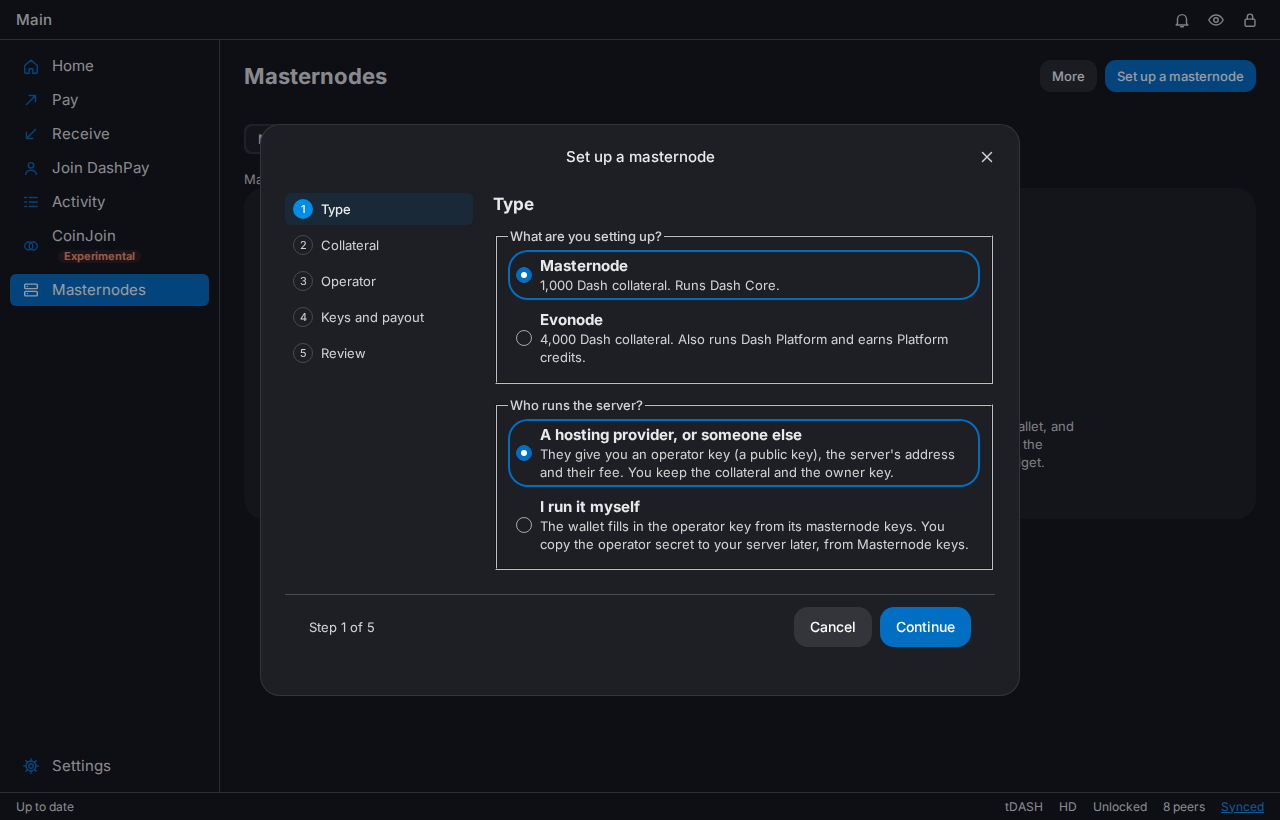 Main
Home
Pay
Receive
Join DashPay
Activity
CoinJoin
Experimental
Masternodes
Settings
Masternodes
More
Set up a masternode
Set up a masternode
1 Type
2 Collateral
3 Operator
4 Keys and payout
5 Review
Type
What are you setting up?
Masternode
1,000 Dash collateral. Runs Dash Core.
Evonode
4,000 Dash collateral. Also runs Dash Platform and earns Platform
credits.
Who runs the server?
A hosting provider, or someone else
They give you an operator key (a public key), the server's address
and their fee. You keep the collateral and the owner key.
I run it myself
The wallet fills in the operator key from its masternode keys. You
copy the operator secret to your server later, from Masternode keys.
and
the
Step 1 of 5
Cancel
Continue
Up to date
tDASH
HD
Unlocked
8 peers
Synced